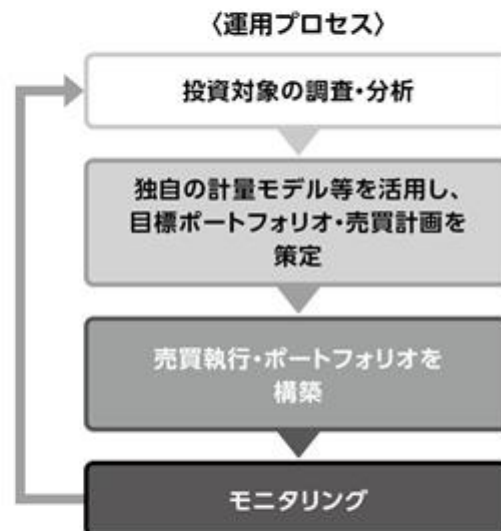 〈運用プロセス〉
投資対象の調査・分析
独自の計量モデル等を活用し、
目標ポートフォリオ・売買計画を
策定
売買執行・ポートフォリオを
構築
モニタリング